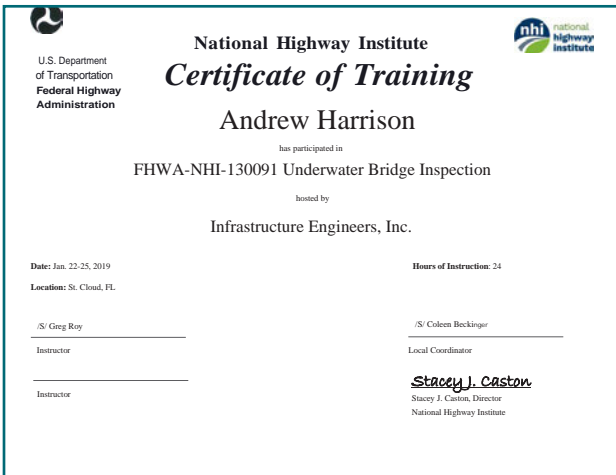 U.S. Department
of Transportation
Federal Highway
Administration
National Highway Institute
Certificate of Training
nhi national
highway
institute
Andrew Harrison
has participated in
FHWA-NHI-130091 Underwater Bridge Inspection
hosted by
Infrastructure Engineers, Inc.
Date: Jan. 22-25, 2019
Hours of Instruction: 24
Location: St. Cloud, FL
/S/ Greg Roy
/S/ Coleen Beckinger
Instructor
Local Coordinator
Stacey J. Caston
Instructor
Stacey J. Caston, Director
National Highway Institute